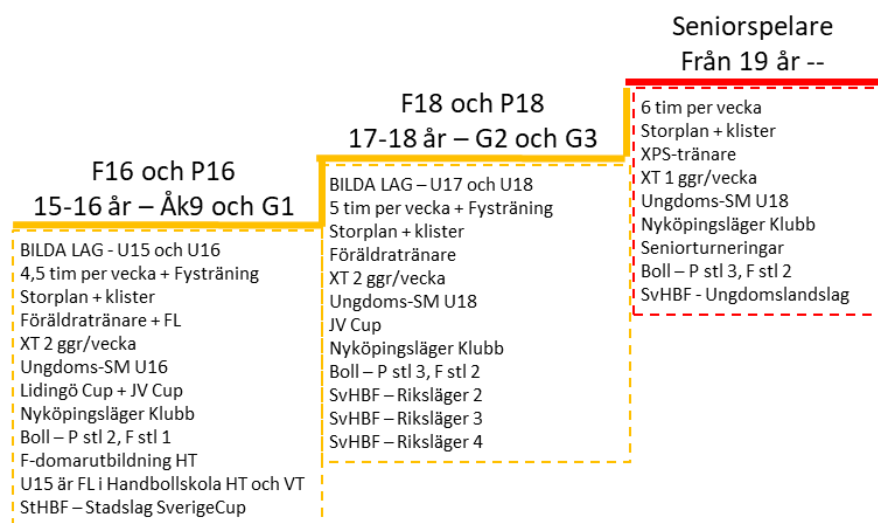 F16 och P16
15-16 år – Åk9 och G1
BILDA LAG - U15 och U16
4,5 tim per vecka + Fysträning
Storplan + klister
Föräldratränare + FL
XT 2 ggr/vecka
Ungdoms-SM U16
Lidingö Cup + JV Cup
Nyköpingsläger Klubb
Boll – P stl 2, F stl 1
F-domarutbildning HT
U15 är FL i Handbollskola HT och VT
StHBF – Stadslag SverigeCup
F18 och P18
17-18 år – G2 och G3
BILDA LAG – U17 och U18
5 tim per vecka + Fysträning
Storplan + klister
Föräldratränare
XT 2 ggr/vecka
Ungdoms-SM U18
JV Cup
Nyköpingsläger Klubb
Boll – P stl 3, F stl 2
SvHBF – Riksläger 2
SvHBF – Riksläger 3
SvHBF – Riksläger 4
Seniorspelare
Från 19 år --
6 tim per vecka
Storplan + klister
XPS-tränare
XT 1 ggr/vecka
Ungdoms-SM U18
Nyköpingsläger Klubb
Seniorturneringar
Boll – P stl 3, F stl 2
SvHBF - Ungdomslandslag